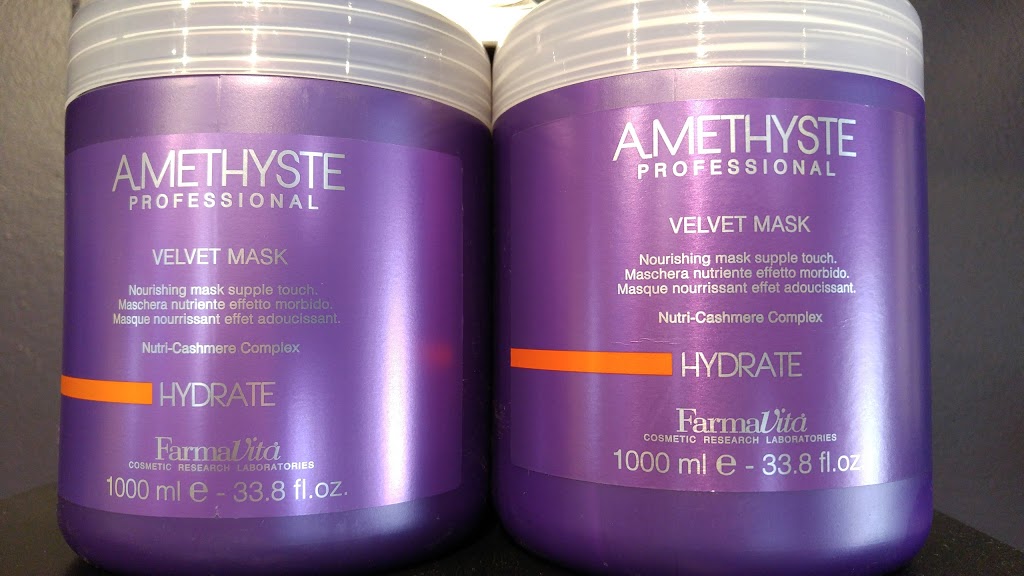 A.METHYSTE
PROFESSIONAL
VELVET MASK
Nourishing mask supple touch.
Maschera nutriente effetto morbido.
Masque nourrissant effet adoucissant.
Nutri-Cashmere Complex
HYDRATE
FarmaVita
COSMETIC RESEARCH LABORATORIES
1000 ml e - 33.8 fl.oz.
A.METHYSTE
PROFESSIONAL
VELVET MASK
Nourishing mask supple touch.
Maschera nutriente effetto morbido.
Masque nourrissant effet adoucissant.
Nutri-Cashmere Complex
HYDRATE
FarmaVita
COSMETIC RESEARCH LABORATORIES
1000 ml e - 33.8 fl.oz.